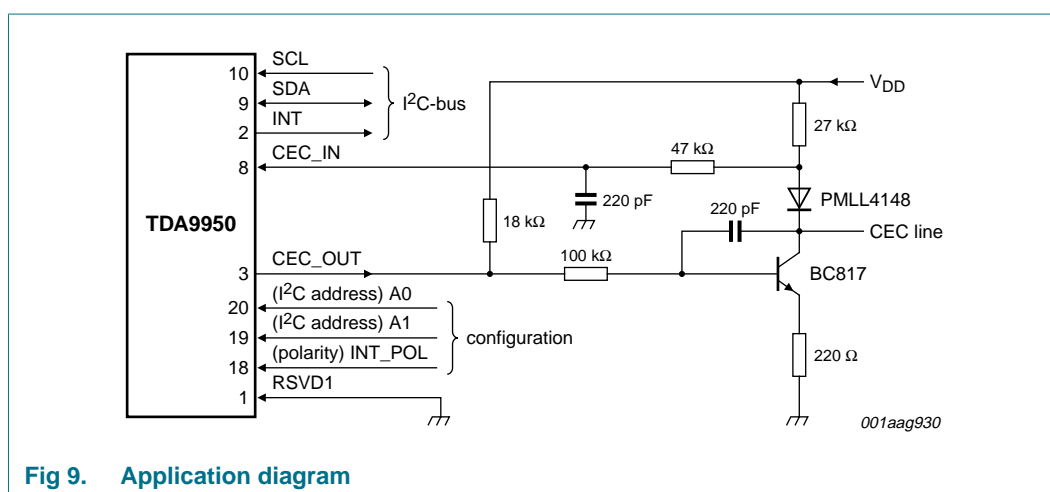 SCL
10
SDA
9
I2C-bus
INT
2
CEC_IN
8
VDD
27 kΩ
47 kΩ
PMLL4148
220 pF
220 pF
CEC line
TDA9950
18 kΩ
100 kΩ
BC817
CEC_OUT
3
(I2C address) A0
20
(I2C address) A1
19
configuration
(polarity) INT_POL
18
220 Ω
RSVD1
1
001aag930
Fig 9. Application diagram